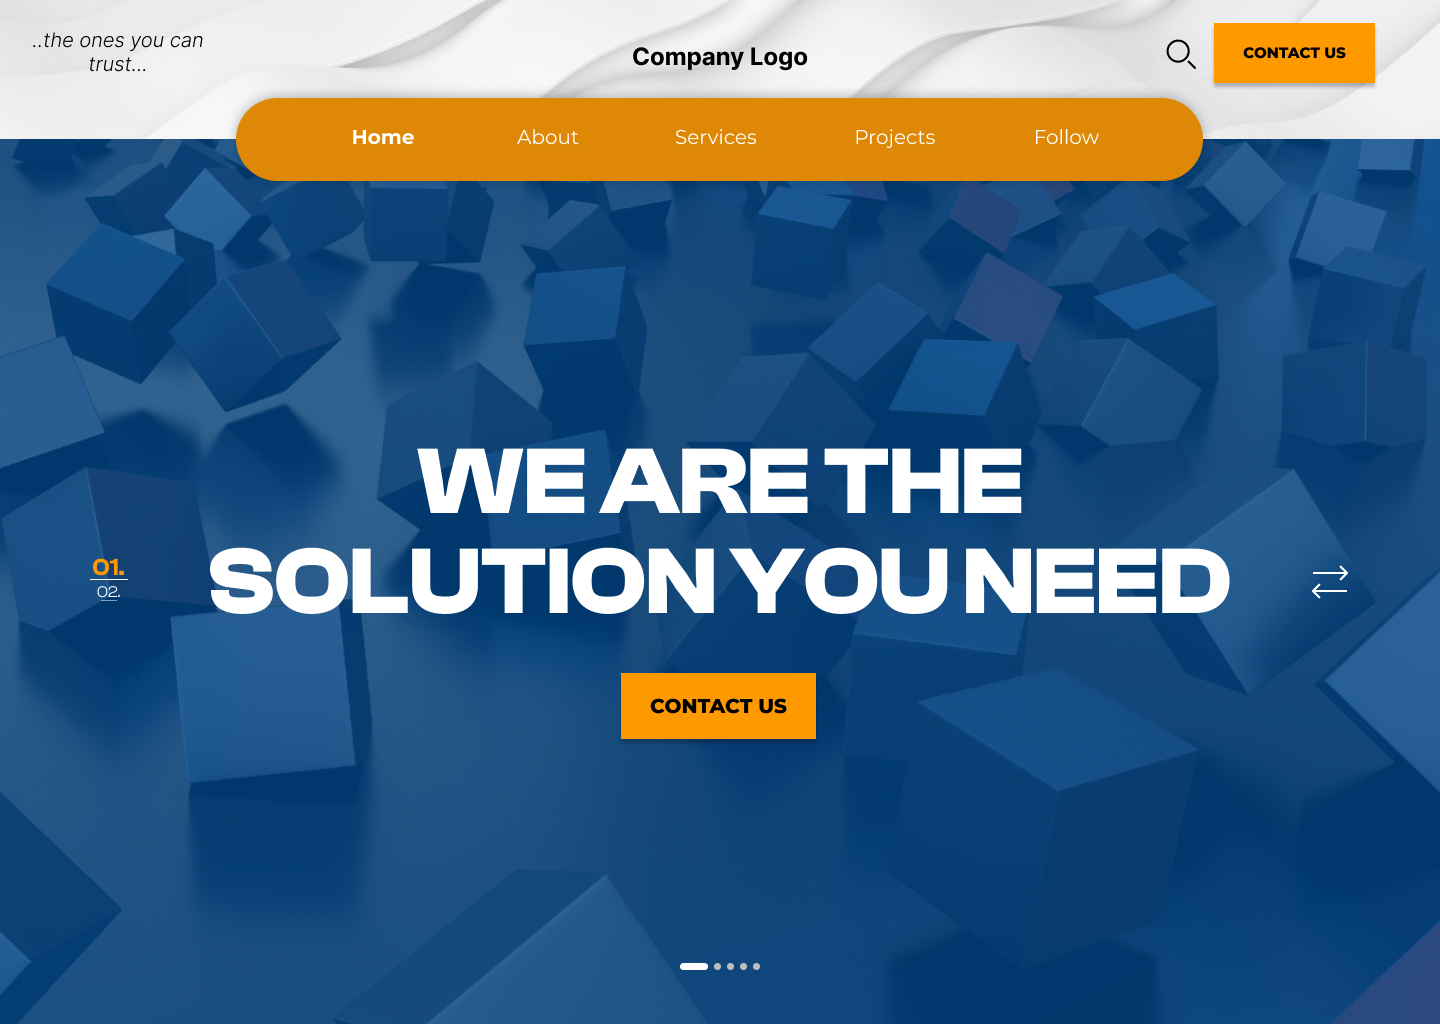 ..the ones you can
trust...
Company Logo
CONTACT US
Home About Services Projects Follow
WE ARE THE
SOLUTION YOU NEED
01.
02.
CONTACT US